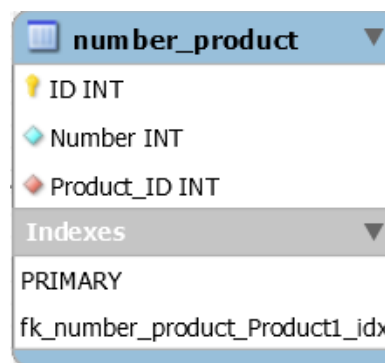 number_product
ID INT
Number INT
Product_ID INT
Indexes
PRIMARY
fk_number_product_Product1_idx